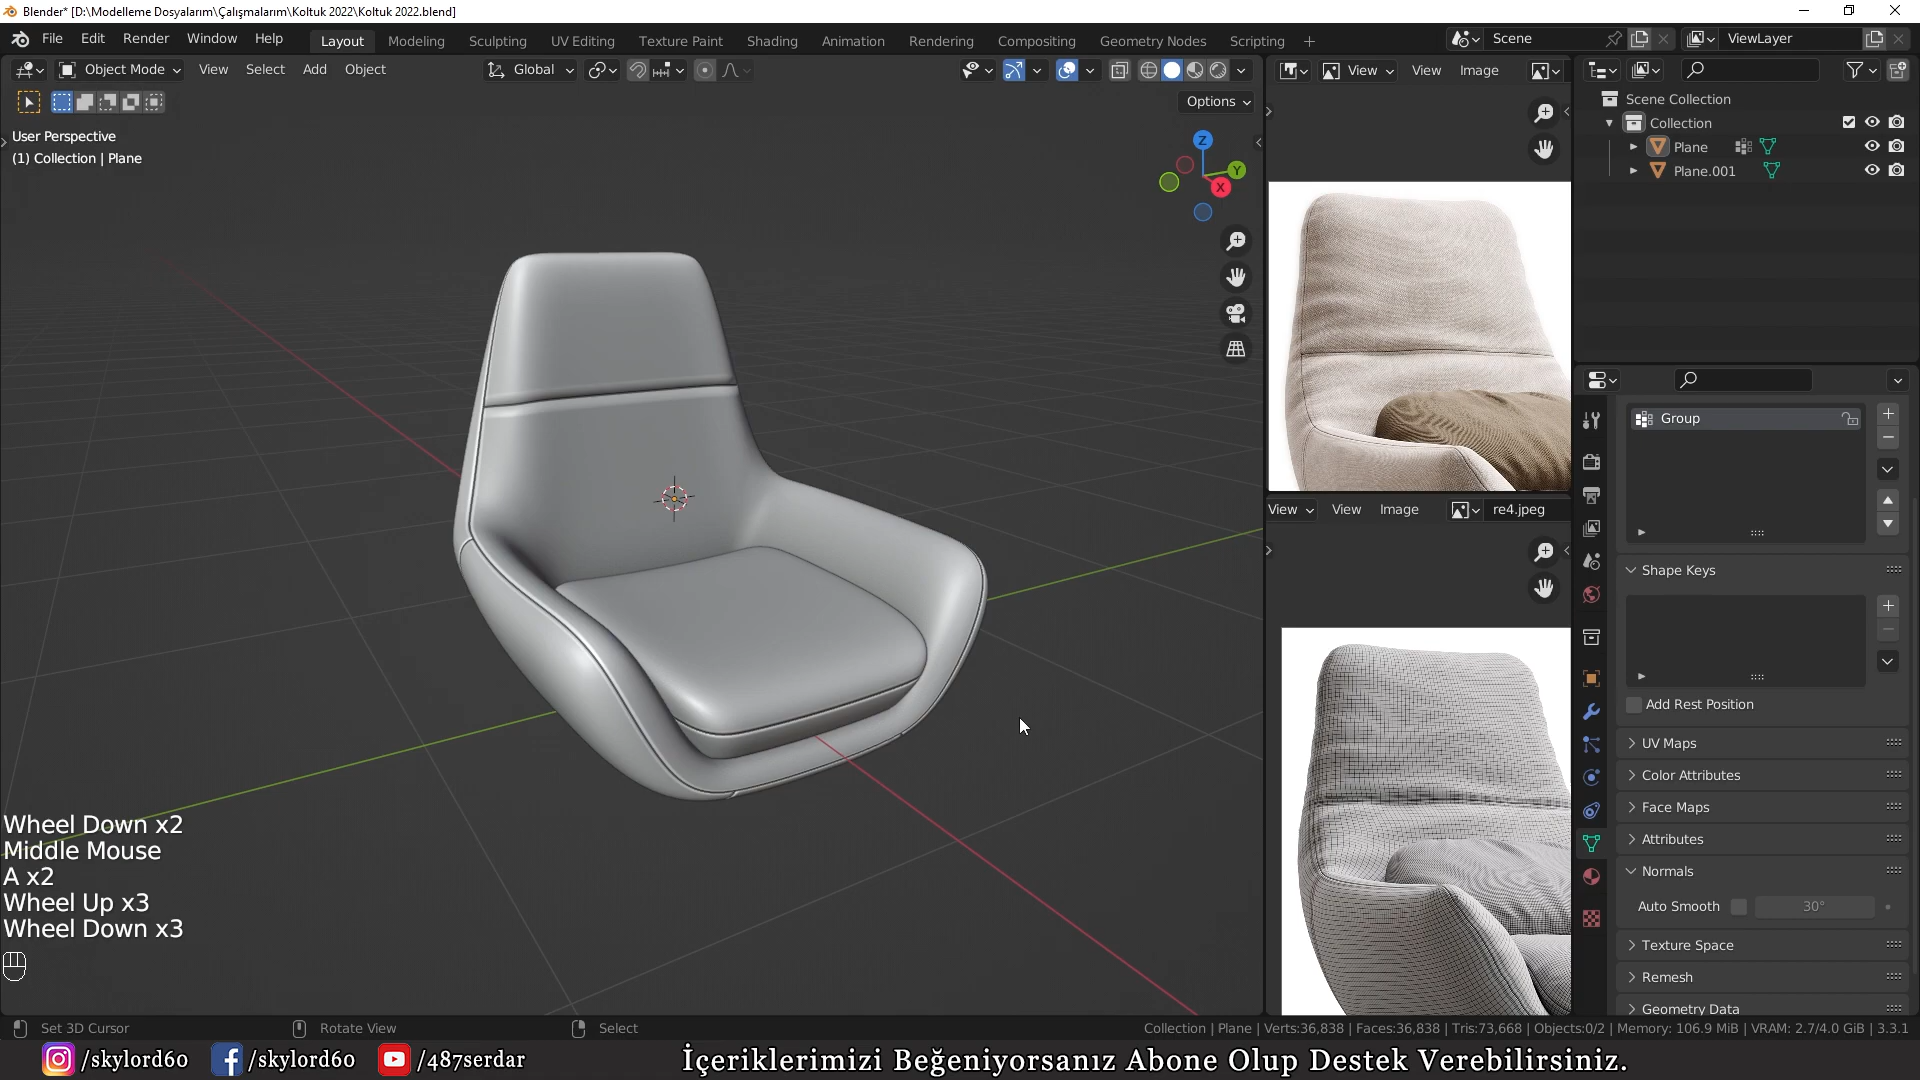 Blender* [D:\Modelleme Dosyalarım\Çalışmalarım\Koltuk 2022\Koltuk 2022.blend]
File Edit Render Window Help
Layout Modeling Sculpting UV Editing Texture Paint Shading Animation Rendering Compositing Geometry Nodes Scripting +
Scene ViewLayer
Object Mode View Select Add Object Global
View View Image
Options
User Perspective
(1) Collection | Plane
Z
Y
X
Scene Collection
Collection
Plane
Plane.001
View View Image re4.jpeg
Group
Shape Keys
Add Rest Position
UV Maps
Color Attributes
Face Maps
Attributes
Normals
Auto Smooth 30°
Texture Space
Remesh
Geometry Data
Wheel Down x2
Middle Mouse
A x2
Wheel Up x3
Wheel Down x3
Set 3D Cursor Rotate View Select
Collection | Plane | Verts:36,838 | Faces:36,838 | Tris:73,668 | Objects:0/2 | Memory: 106.9 MiB | VRAM: 2.7/4.0 GiB | 3.3.1
/skylord60 /skylord60 /487serdar
İçeriklerimizi Beğeniyorsanız Abone Olup Destek Verebilirsiniz.